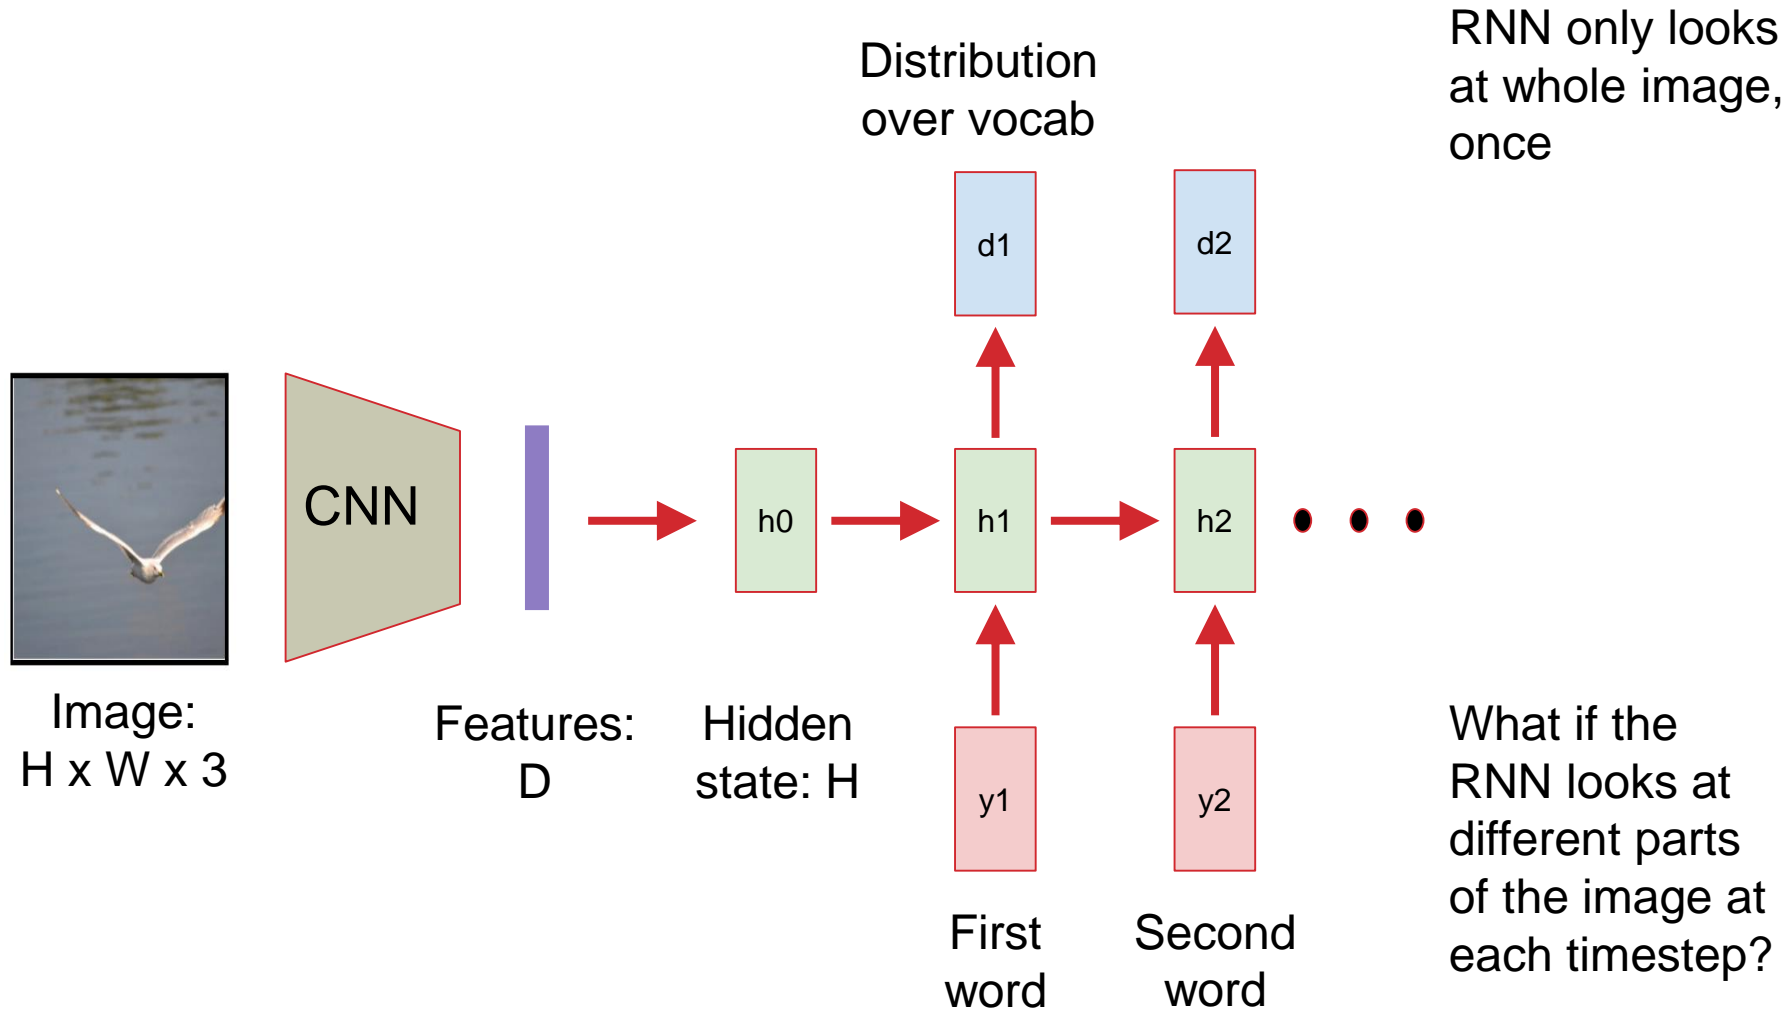 RNN only looks
at whole image,
once
Distribution
over vocab
d1
d2
CNN
h0
h1
h2
Image:
H x W x 3
Features:
D
Hidden
state: H
y1
y2
First
word
Second
word
What if the
RNN looks at
different parts
of the image at
each timestep?